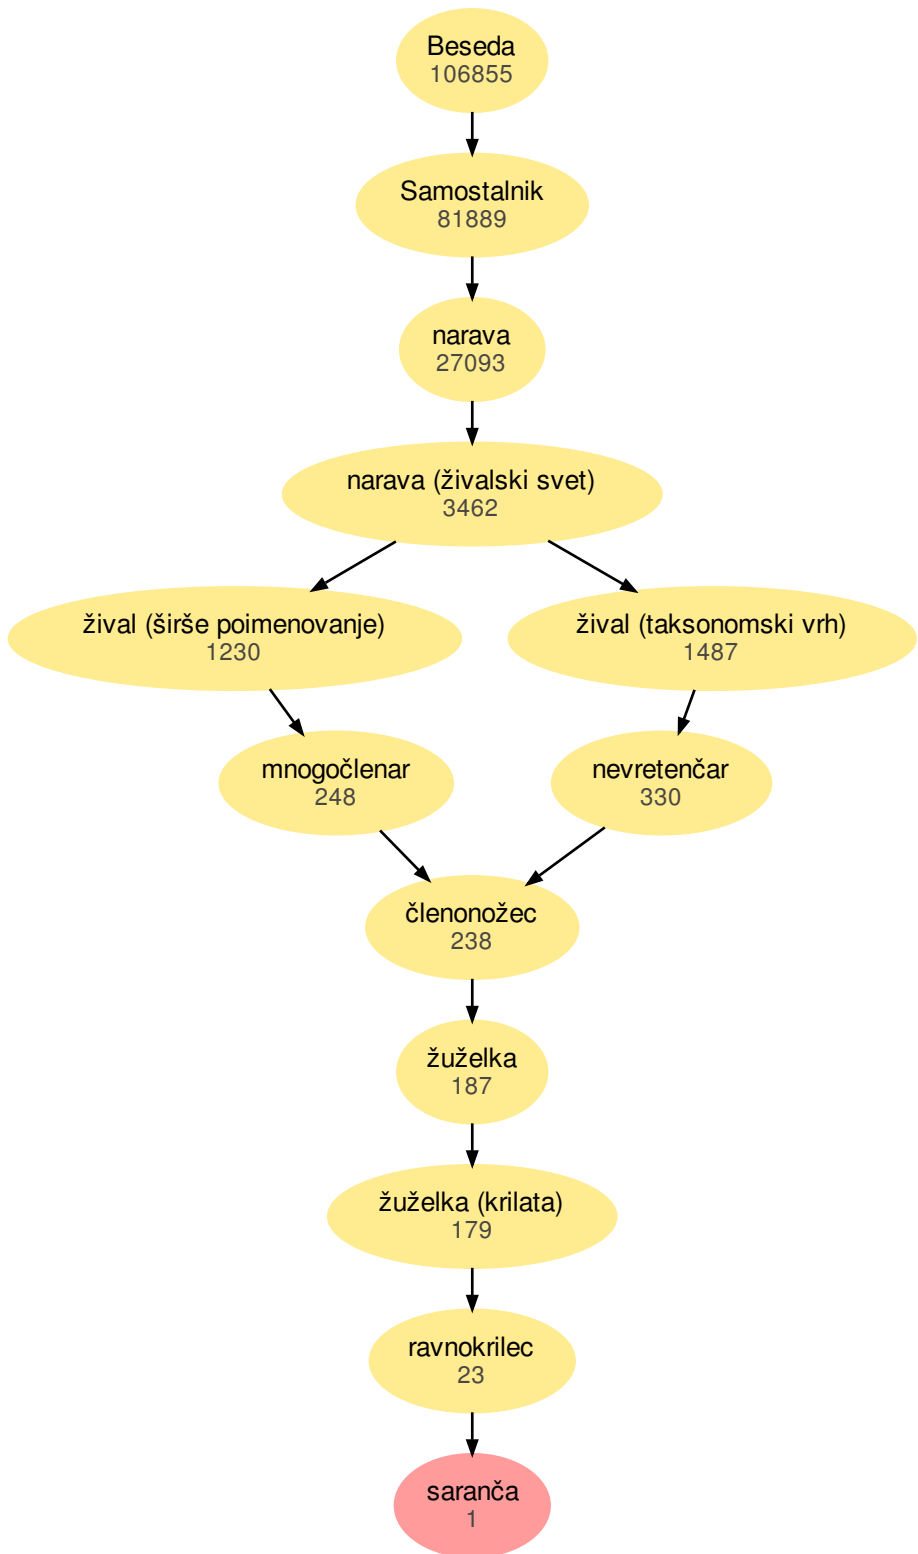 Beseda
106855
Samostalnik
81889
narava
27093
narava (živalski svet)
3462
žival (širše poimenovanje)
1230
žival (taksonomski vrh)
1487
mnogočlenar
248
nevretenčar
330
členonožec
238
žuželka
187
žuželka (krilata)
179
ravnokrilec
23
saranča
1